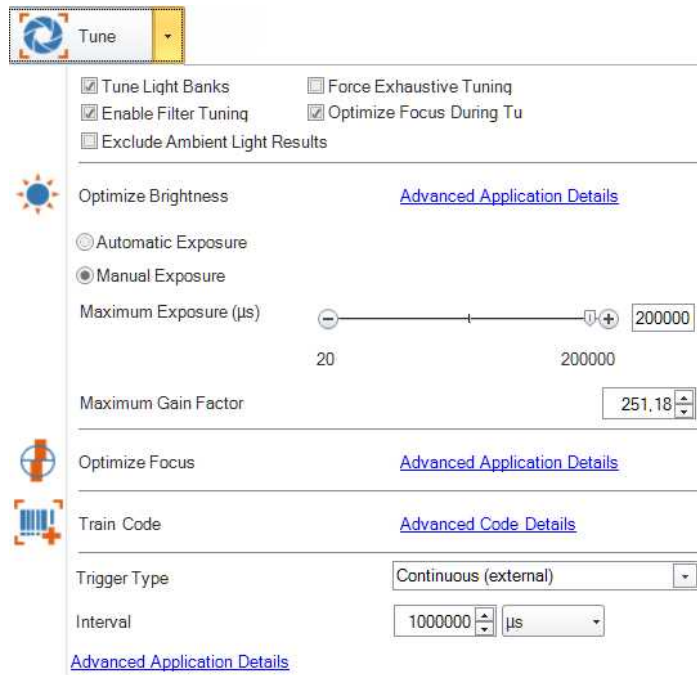 Tune
Tune Light Banks Force Exhaustive Tuning
Enable Filter Tuning Optimize Focus During Tu
Exclude Ambient Light Results
Optimize Brightness Advanced Application Details
Automatic Exposure
Manual Exposure
Maximum Exposure (µs) 200000
20 200000
Maximum Gain Factor 251,18
Optimize Focus Advanced Application Details
Train Code Advanced Code Details
Trigger Type Continuous (external)
Interval 1000000 µs
Advanced Application Details